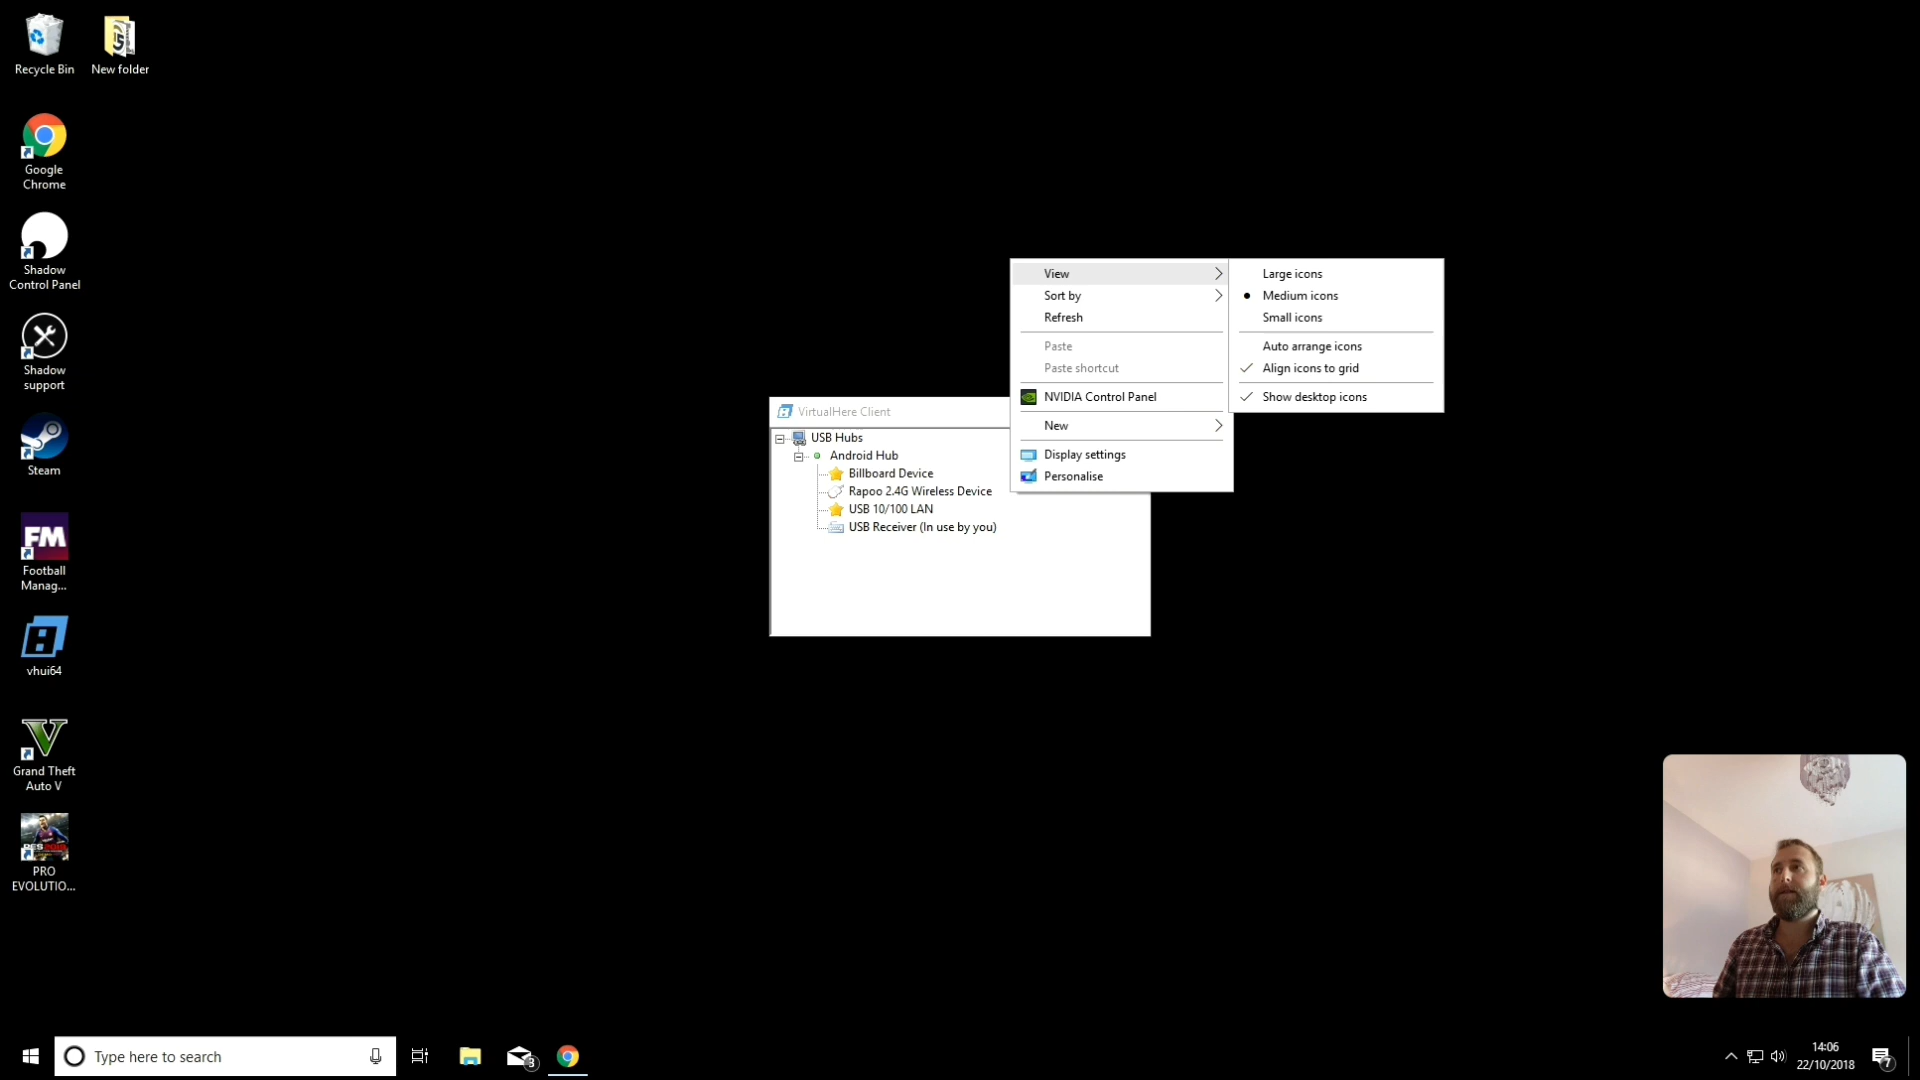 Recycle Bin
New folder
Google
Chrome
Shadow
Control Panel
Shadow
support
Steam
FM
Football
Manag...
vhui64
Grand Theft
Auto V
PRO
EVOLUTIO...
VirtualHere Client
USB Hubs
Android Hub
Billboard Device
Rapoo 2.4G Wireless Device
USB 10/100 LAN
USB Receiver (In use by you)
View
Sort by
Refresh
Paste
Paste shortcut
NVIDIA Control Panel
New
Display settings
Personalise
Large icons
Medium icons
Small icons
Auto arrange icons
Align icons to grid
Show desktop icons
Type here to search
3
14:06
22/10/2018
7